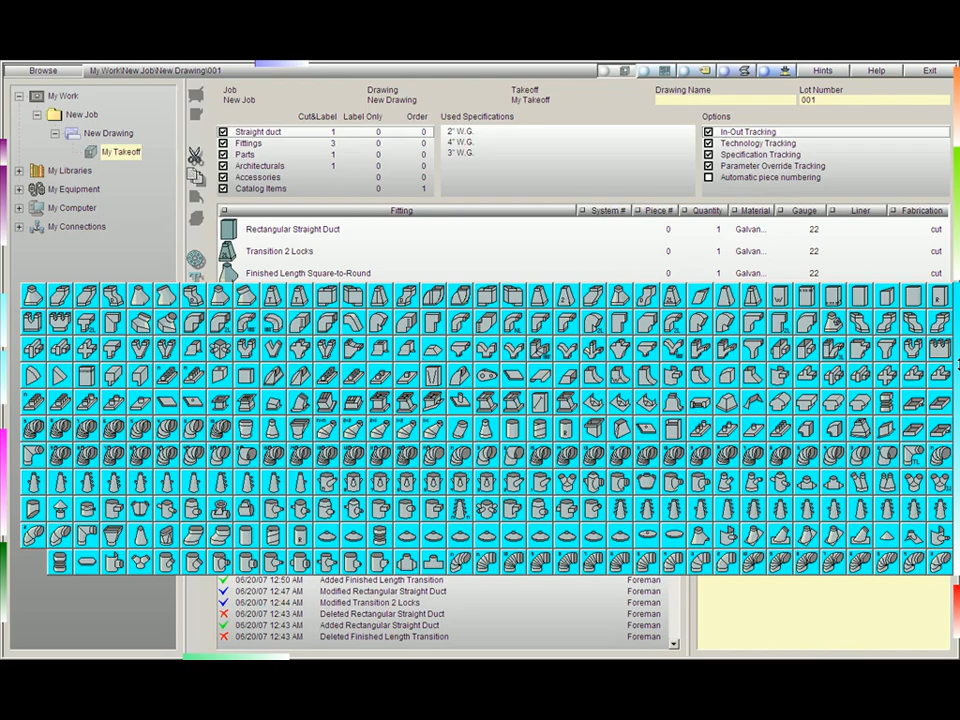 Browse My Work\New Job\New Drawing\001 Hints Help Exit
My Work
New Job
New Drawing
My Takeoff
My Libraries
My Equipment
My Computer
My Connections
Job Drawing Takeoff Drawing Name Lot Number
New Job New Drawing My Takeoff 001
Cut&Label Label Only Order Used Specifications Options
Straight duct 1 0 0
Fittings 3 0 0
Parts 1 0 0
Architecturals 1 0 0
Accessories 0 0
Catalog Items 0 1
2" W.G.
4" W.G.
3" W.G.
In-Out Tracking
Technology Tracking
Specification Tracking
Parameter Override Tracking
Automatic piece numbering
Fitting System # Piece # Quantity Material Gauge Liner Fabrication
Rectangular Straight Duct 0 1 Galvan... 22 cut
Transition 2 Locks 0 1 Galvan... 22 cut
Finished Length Square-to-Round 0 1 Galvan... 22 cut
06/20/07 12:50 AM Added Finished Length Transition Foreman
06/20/07 12:47 AM Modified Rectangular Straight Duct Foreman
06/20/07 12:44 AM Modified Transition 2 Locks Foreman
06/20/07 12:43 AM Deleted Rectangular Straight Duct Foreman
06/20/07 12:43 AM Added Rectangular Straight Duct Foreman
06/20/07 12:43 AM Deleted Finished Length Transition Foreman